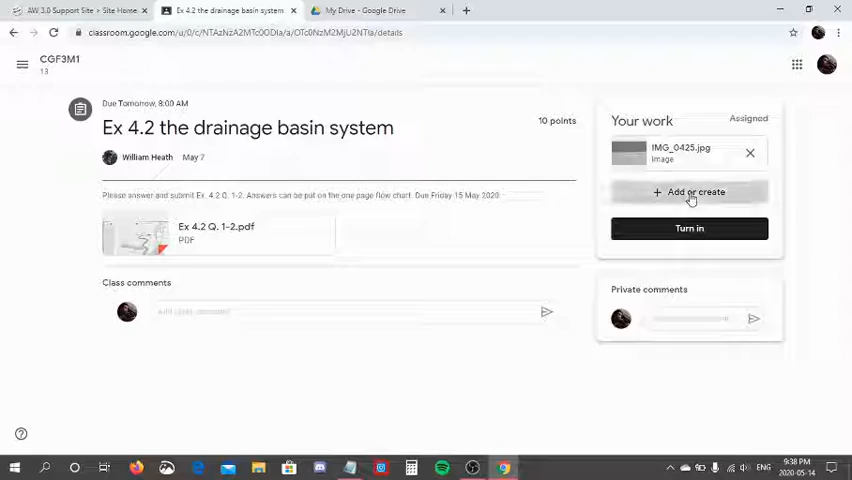 AW 3.0 Support Site > Site Home
Ex 4.2 the drainage basin system
My Drive - Google Drive
classroom.google.com/u/0/c/NTAzNzA2MTc0ODIa/a/OTc0NzM2MjU2NTIa/details
CGF3M1
13
Due Tomorrow, 8:00 AM
Ex 4.2 the drainage basin system
10 points
William Heath May 7
Please answer and submit Ex. 4.2 Q. 1-2. Answers can be put on the one page flow chart. Due Friday 15 May 2020
Ex 4.2 Q. 1-2.pdf
PDF
Class comments
Add class comment
Your work
Assigned
IMG_0425.jpg
Image
+ Add or create
Turn in
Private comments
ENG
9:38 PM
2020-05-14